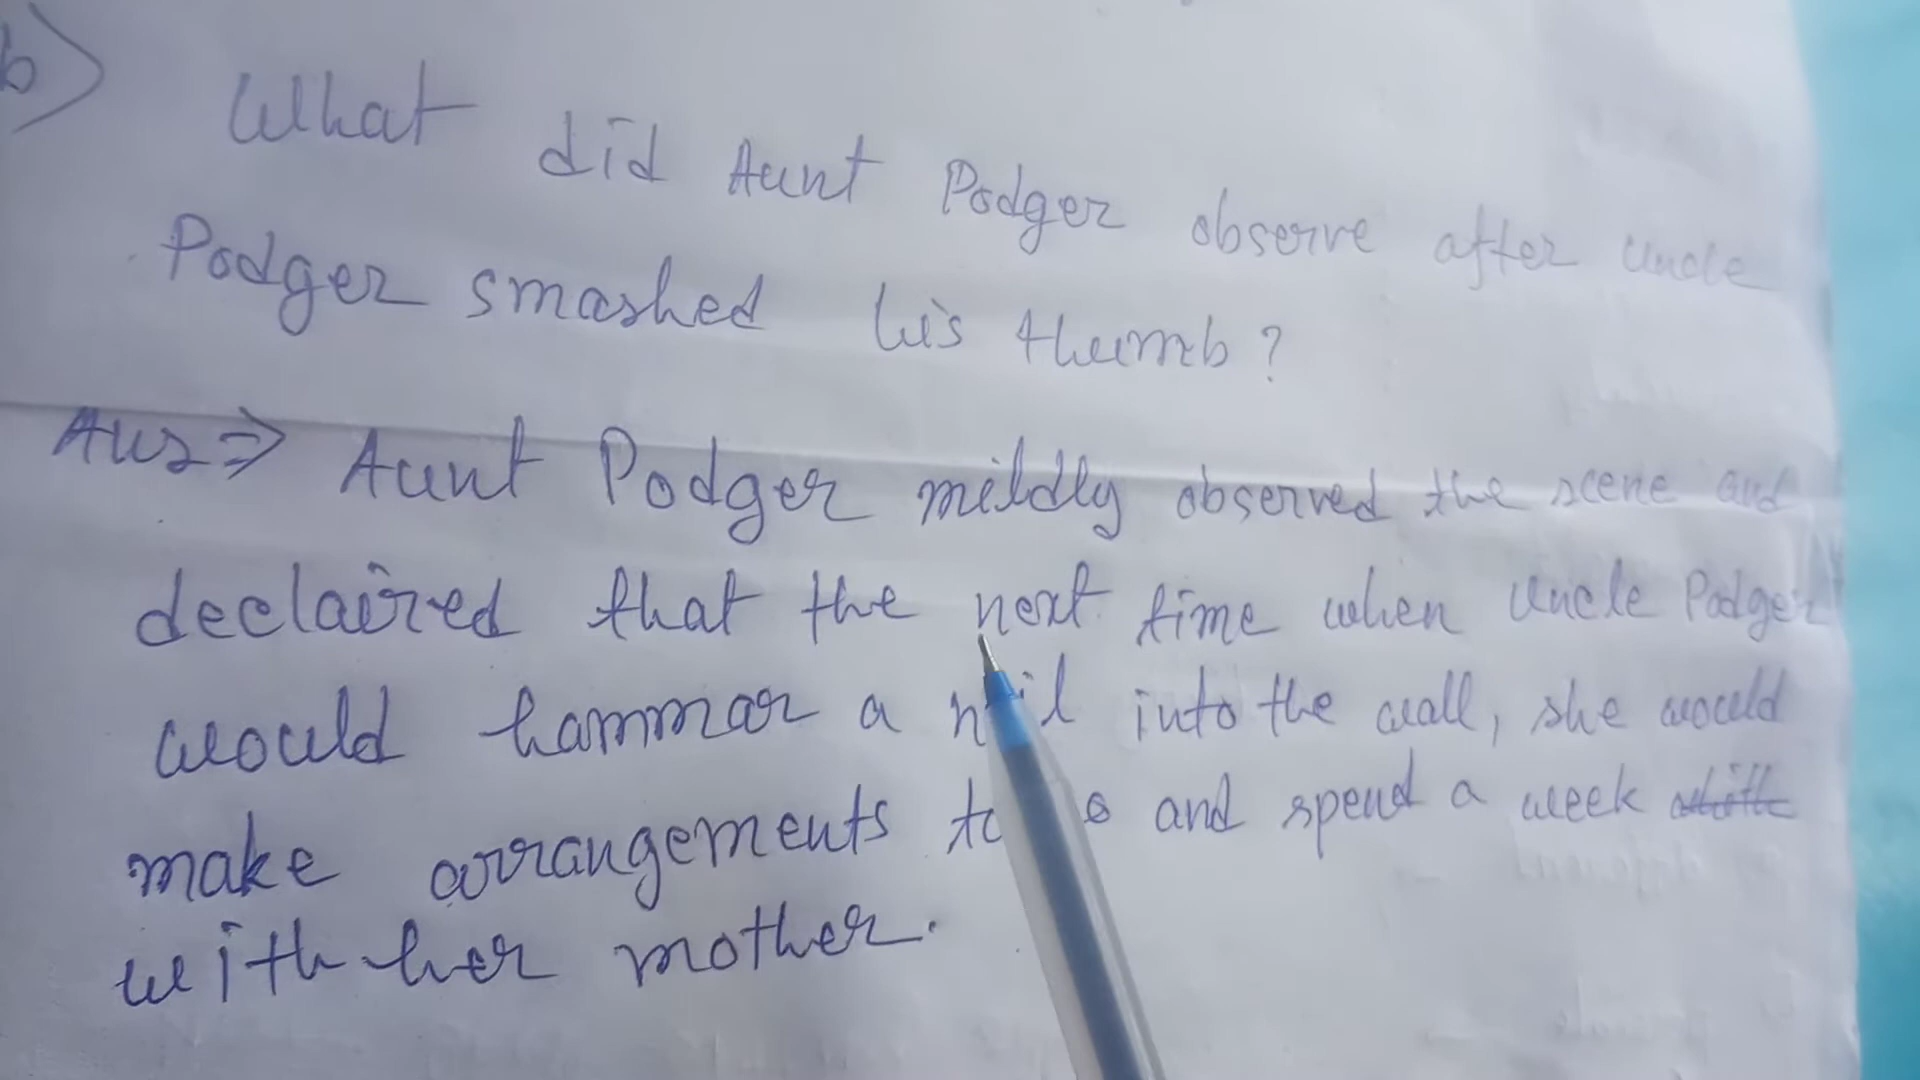 b)
What did Aunt Podger observe after Uncle
Podger smashed his thumb?
Ans⇒ Aunt Podger mildly observed the scene and
declaired that the next time when Uncle Podger
would hammar a into the wall, she would
make arrangements and spend a week
with her mother.